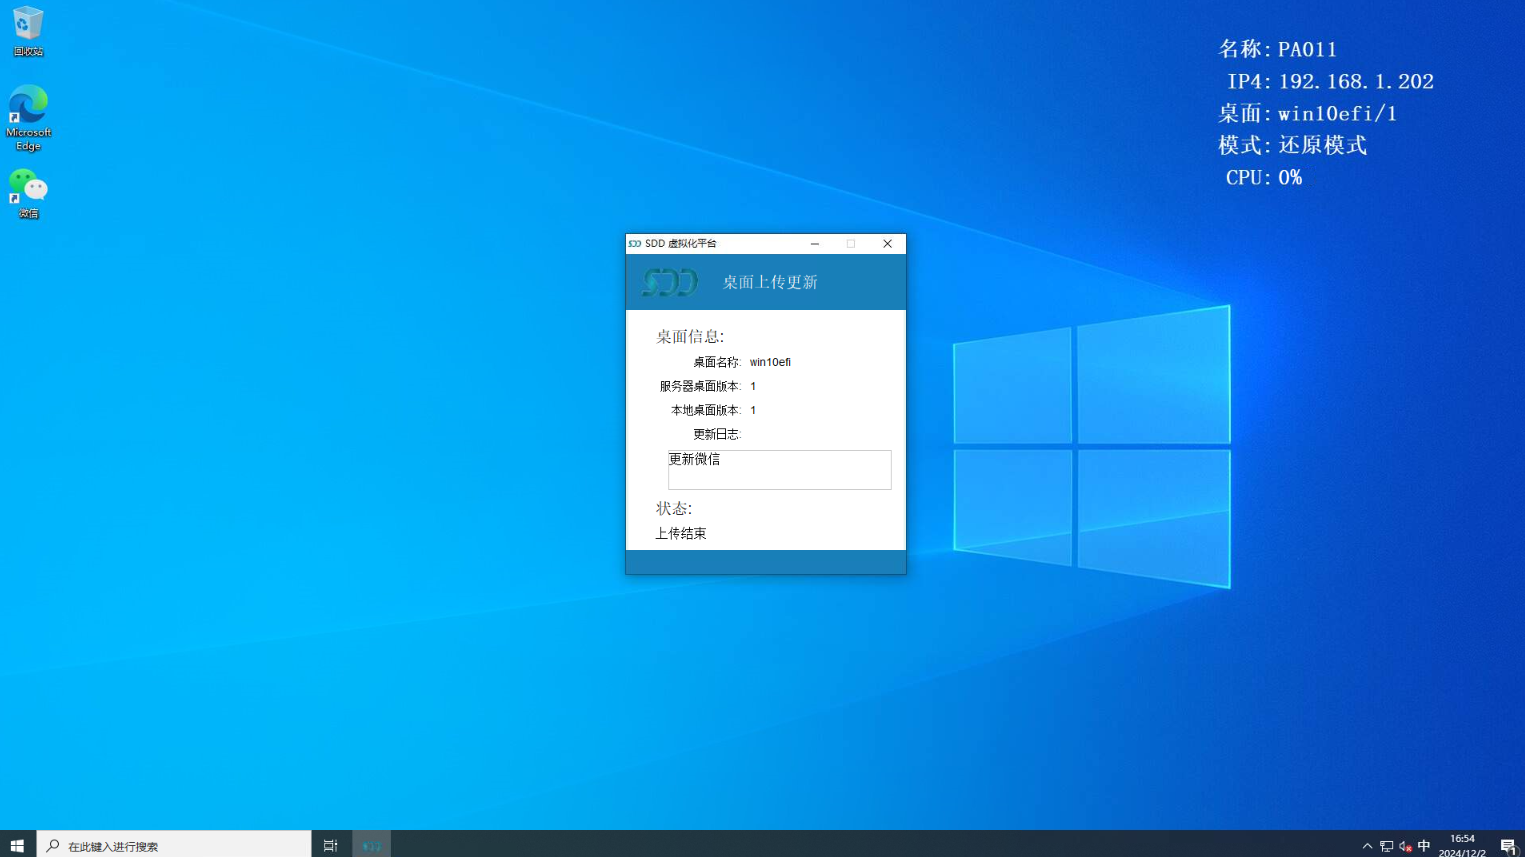 回收站
Microsoft
Edge
微信
名称: PA011
IP4: 192.168.1.202
桌面: win10efi/1
模式: 还原模式
CPU: 0%
SDD 虚拟化平台
SDD 桌面上传更新
桌面信息:
桌面名称: win10efi
服务器桌面版本: 1
本地桌面版本: 1
更新日志:
更新微信
状态:
上传结束
在此键入进行搜索
中
16:54
2024/12/2
1